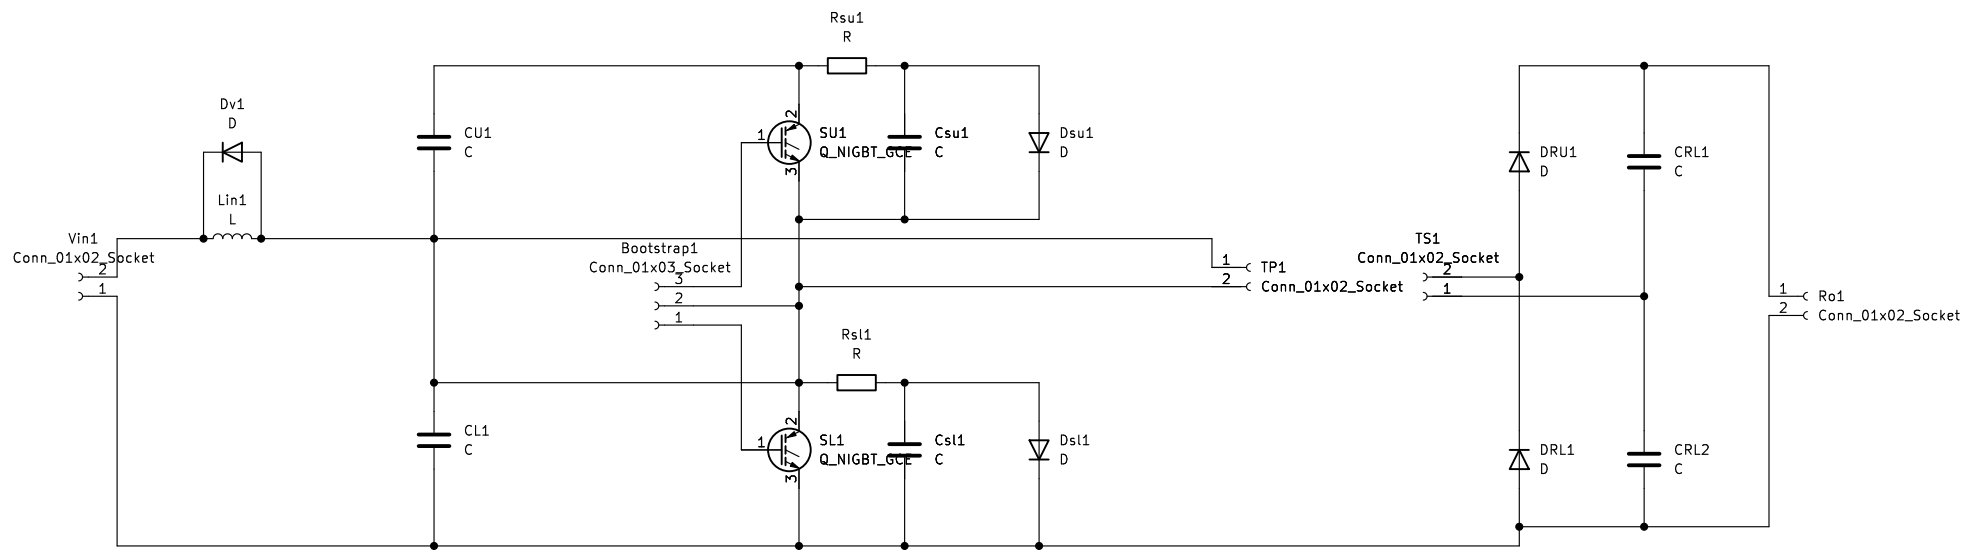 Rsu1
R
Dv1
D
CU1
C
2
1
SU1
Q_NIGBT_GCE
3
Csu1
C
Dsu1
D
DRU1
D
CRL1
C
Lin1
L
Vin1
Conn_01x02_Socket
2
1
Bootstrap1
Conn_01x03_Socket
3
2
1
1
2
TP1
Conn_01x02_Socket
TS1
Conn_01x02_Socket
2
1
1
2
Ro1
Conn_01x02_Socket
Rsl1
R
CL1
C
2
1
SL1
Q_NIGBT_GCE
3
Csl1
C
Dsl1
D
DRL1
D
CRL2
C